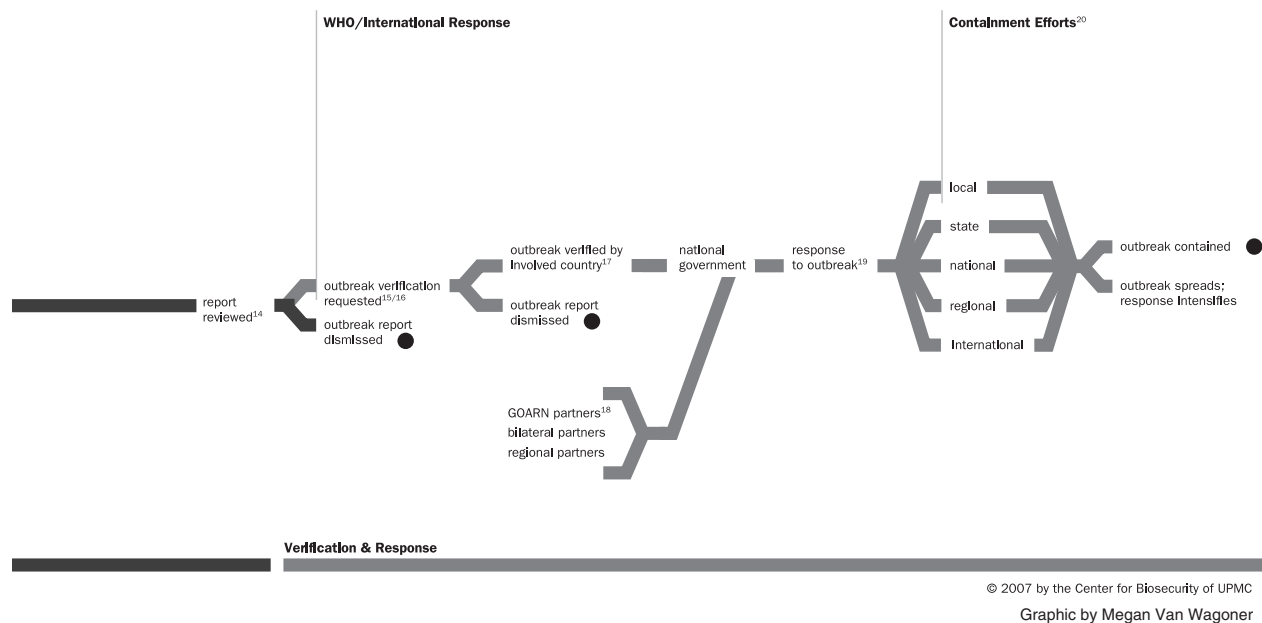 WHO/International Response
Containment Efforts20
local
state
outbreak verified by
involved country17
national
government
response
to outbreak19
national
outbreak contained
report
reviewed14
outbreak verification
requested15/16
outbreak report
dismissed
outbreak report
dismissed
regional
outbreak spreads;
response intensifies
international
GOARN partners18
bilateral partners
regional partners
Verification & Response
© 2007 by the Center for Biosecurity of UPMC
Graphic by Megan Van Wagoner